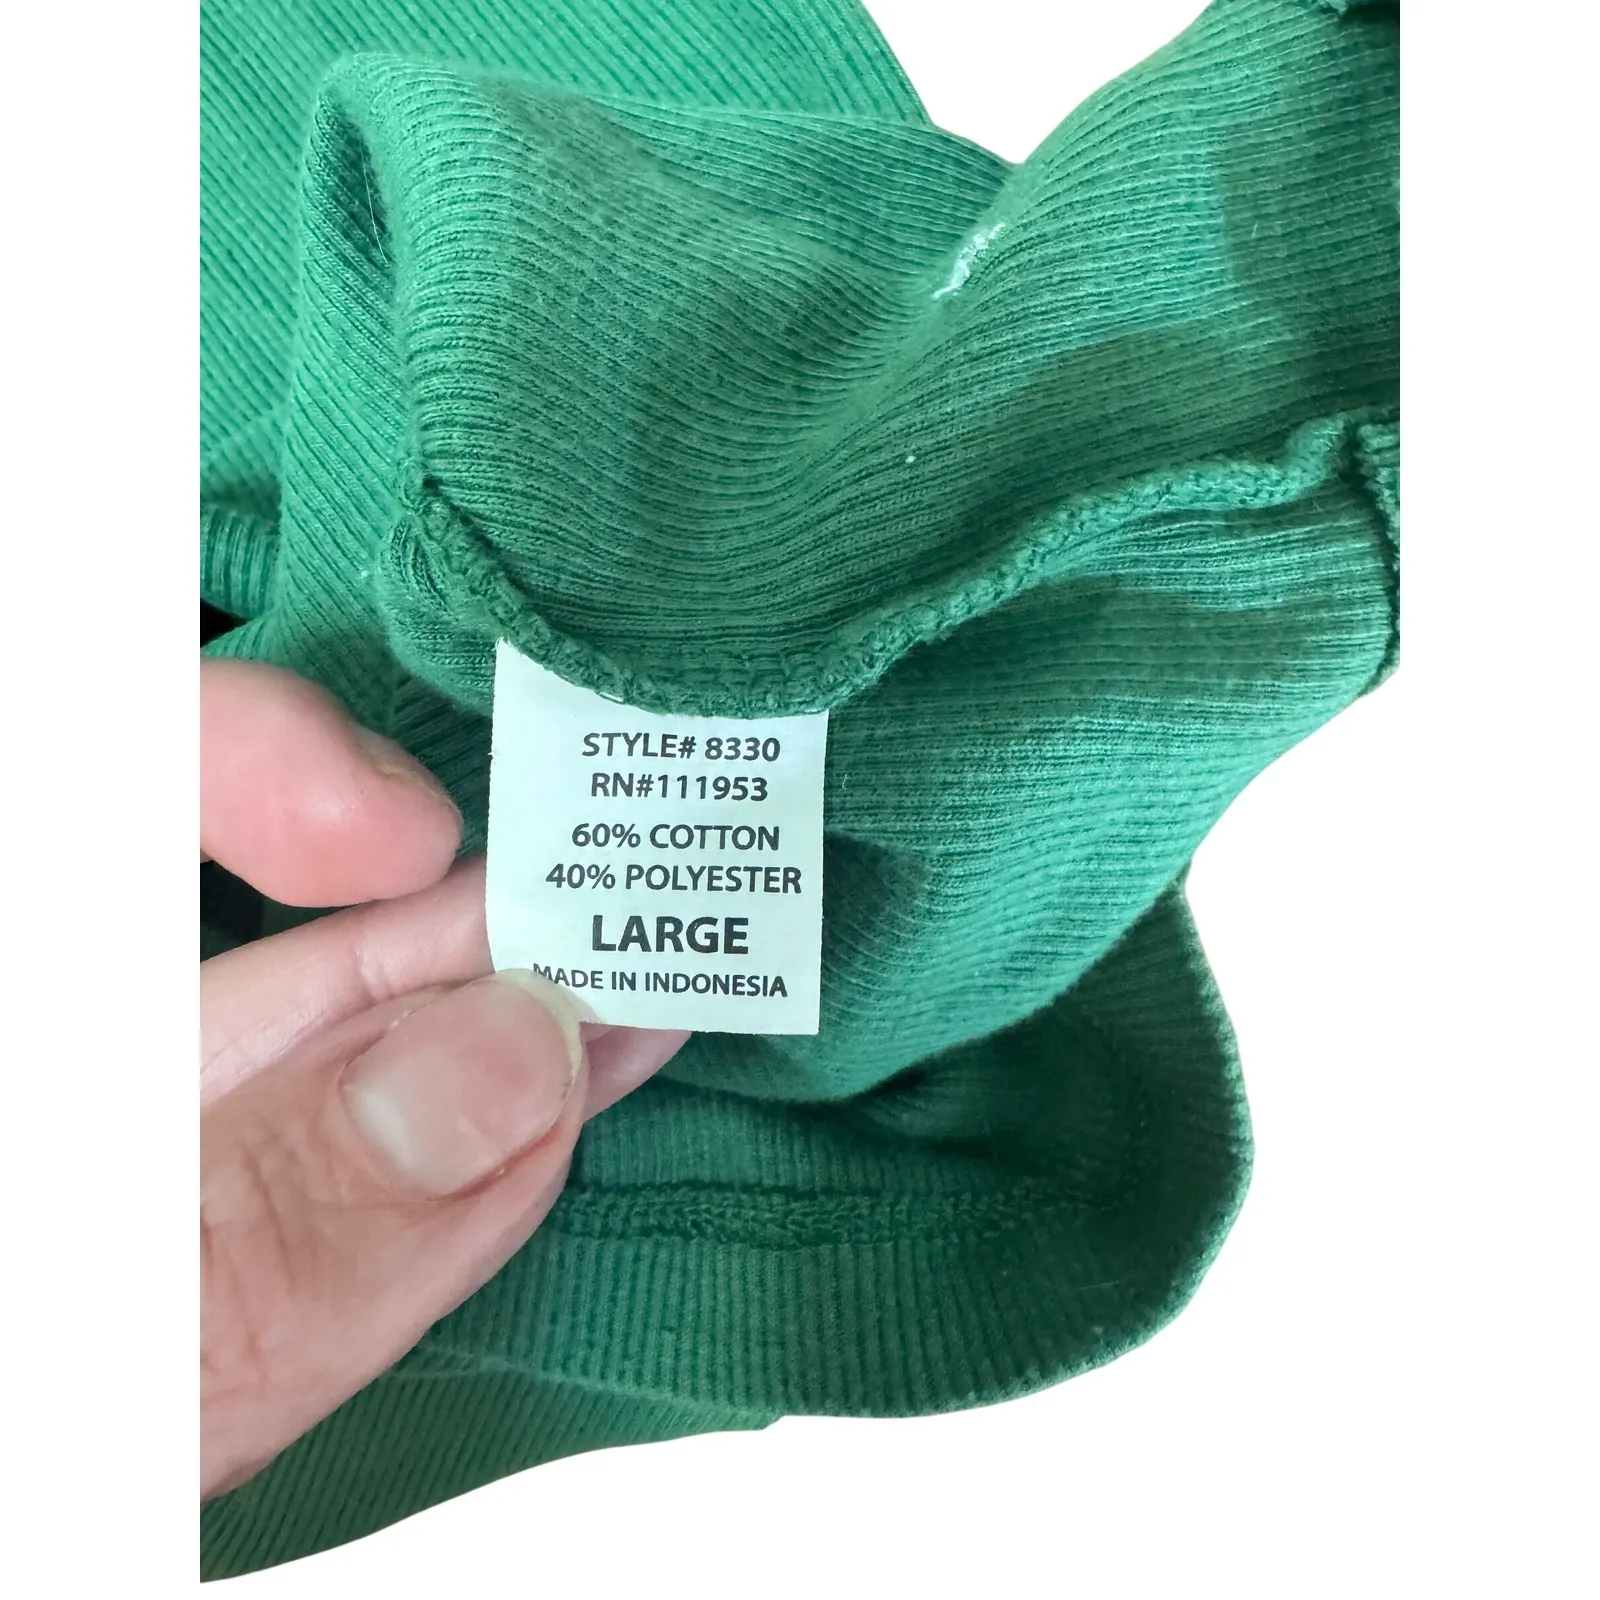 STYLE# 8330
RN#111953
60% COTTON
40% POLYESTER
LARGE
MADE IN INDONESIA